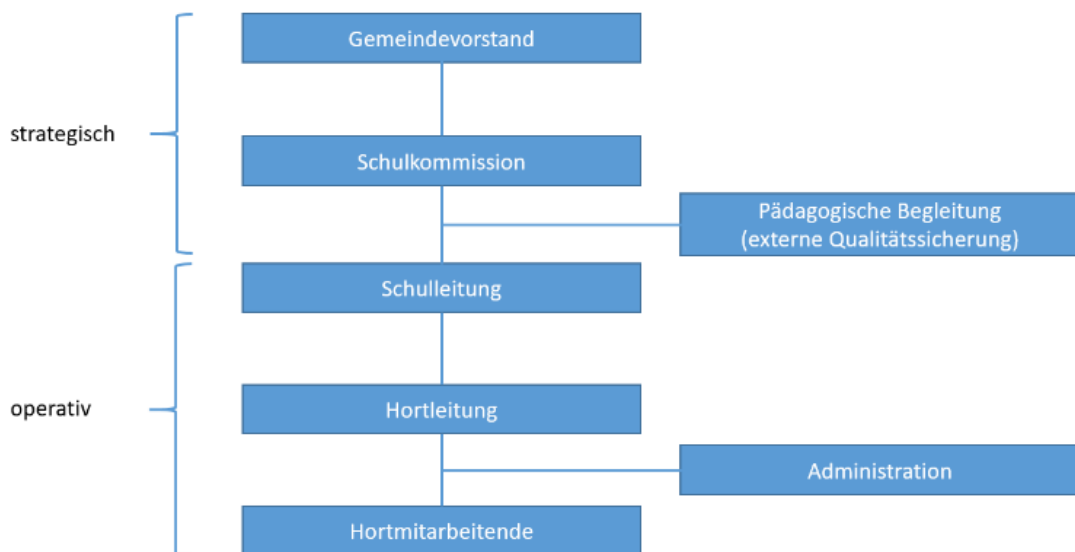 Gemeindevorstand
strategisch
Schulkommission
Pädagogische Begleitung
(externe Qualitätssicherung)
Schulleitung
Hortleitung
operativ
Administration
Hortmitarbeitende